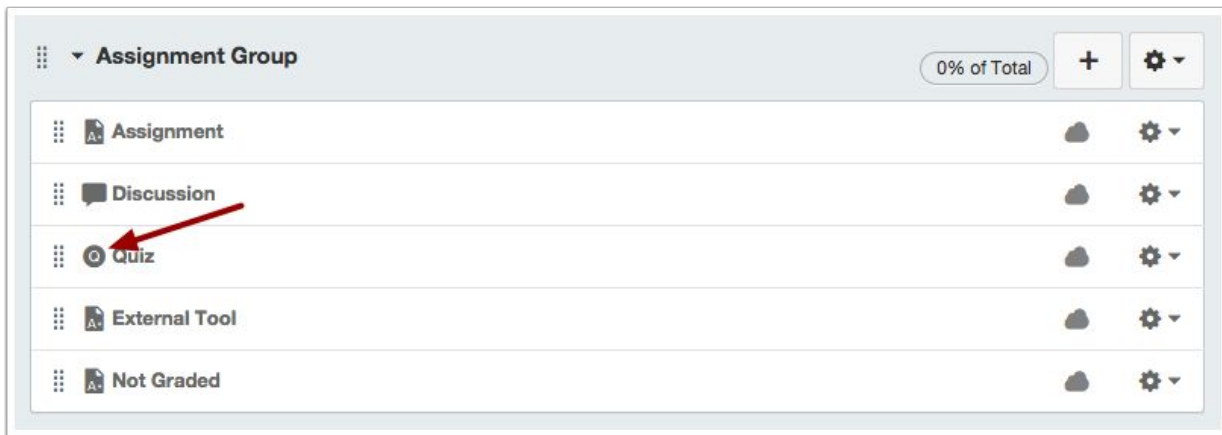 Assignment Group
0% of Total
Assignment
Discussion
Quiz
External Tool
Not Graded